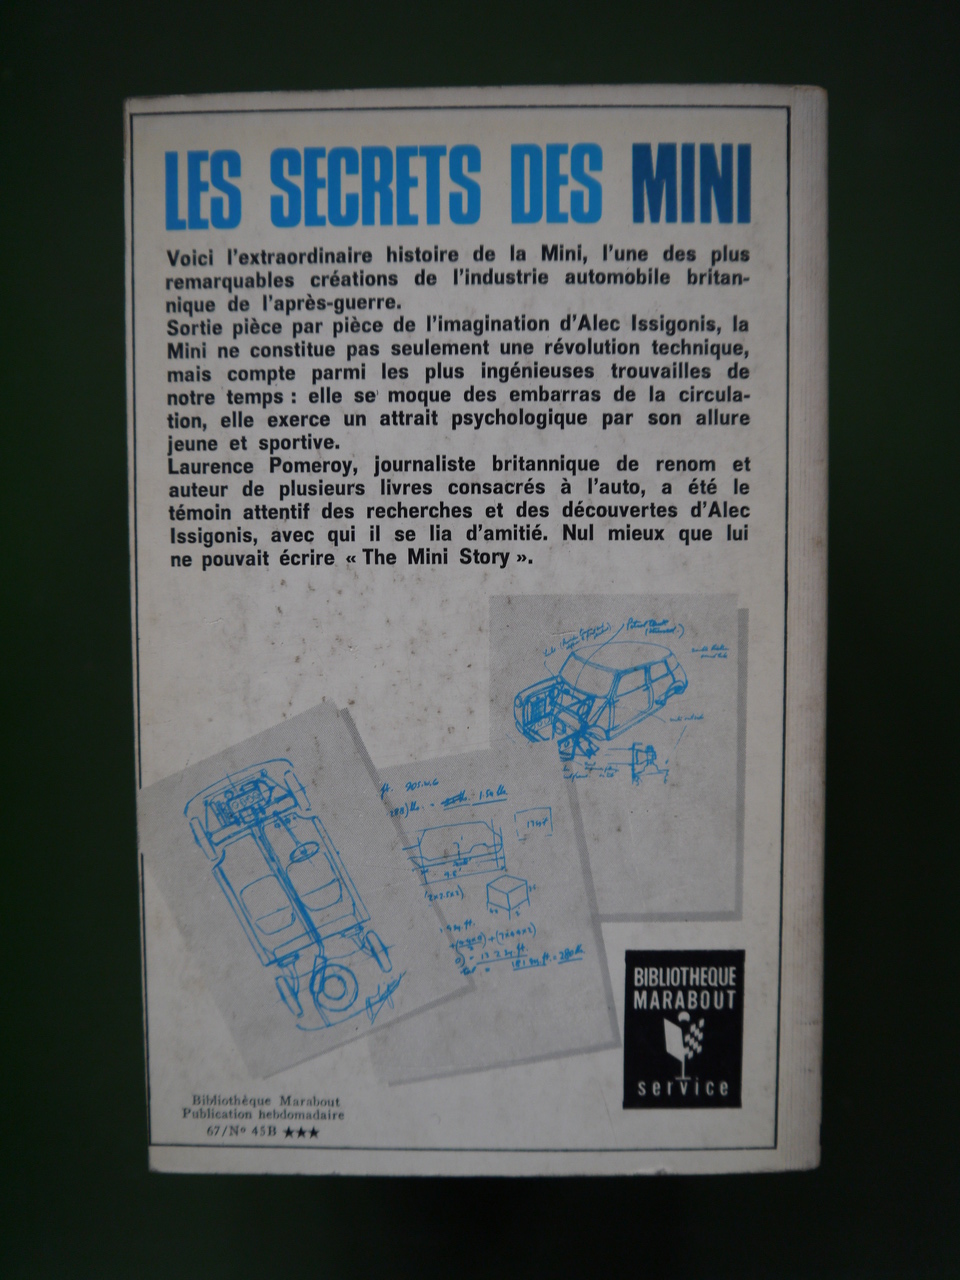 LES SECRETS DES MINI
Voici l'extraordinaire histoire de la Mini, l'une des plus
remarquables créations de l'industrie automobile britan-
nique de l'après-guerre.
Sortie pièce par pièce de l'imagination d'Alec Issigonis, la
Mini ne constitue pas seulement une révolution technique,
mais compte parmi les plus ingénieuses trouvailles de
notre temps : elle se moque des embarras de la circula-
tion, elle exerce un attrait psychologique par son allure
jeune et sportive.
Laurence Pomeroy, journaliste britannique de renom et
auteur de plusieurs livres consacrés à l'auto, a été le
témoin attentif des recherches et des découvertes d'Alec
Issigonis, avec qui il se lia d'amitié. Nul mieux que lui
ne pouvait écrire « The Mini Story ».
BIBLIOTHEQUE
MARABOUT
service
Bibliothèque Marabout
Publication hebdomadaire
67/Nº 45B ★★★